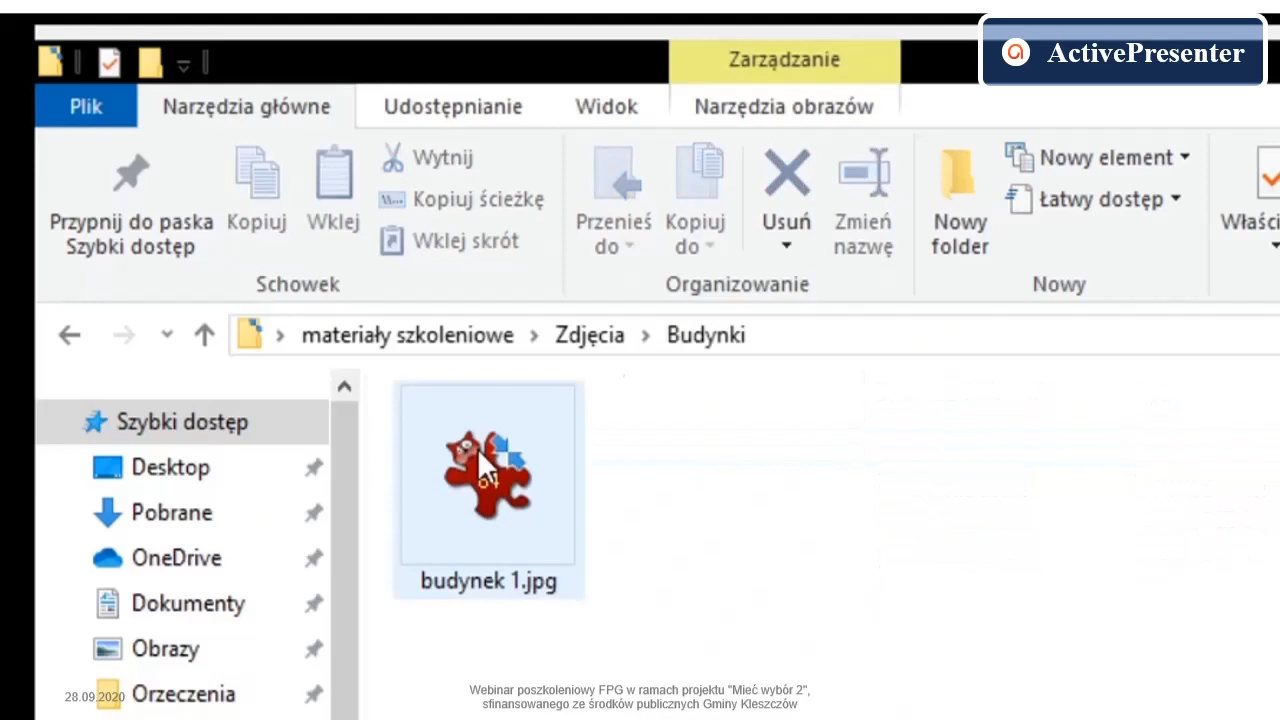 ActivePresenter
Zarządzanie
Plik
Narzędzia główne
Udostępnianie
Widok
Narzędzia obrazów
Przypnij do paska
Szybki dostęp
Kopiuj
Wklej
Wytnij
Kopiuj ścieżkę
Wklej skrót
Schowek
Przenieś
do
Kopiuj
do
Usuń
Zmień
nazwę
Organizowanie
Nowy
folder
Nowy element
Łatwy dostęp
Nowy
materiały szkoleniowe > Zdjęcia > Budynki
Szybki dostęp
Desktop
Pobrane
OneDrive
Dokumenty
Obrazy
Orzeczenia
budynek 1.jpg
28.09.2020
Webinar poszkoleniowy FPG w ramach projektu "Mieć wybór 2",
sfinansowanego ze środków publicznych Gminy Kleszczów